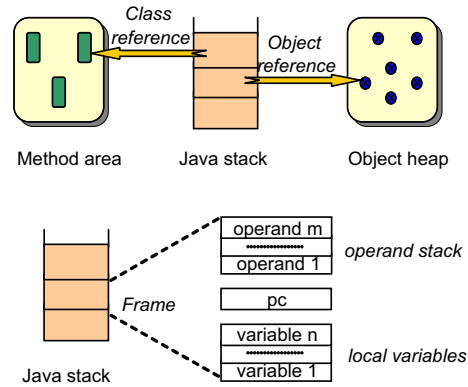 Class
reference
Object
reference
Method area
Java stack
Object heap
operand m
operand 1
operand stack
Frame
pc
variable n
variable 1
local variables
Java stack